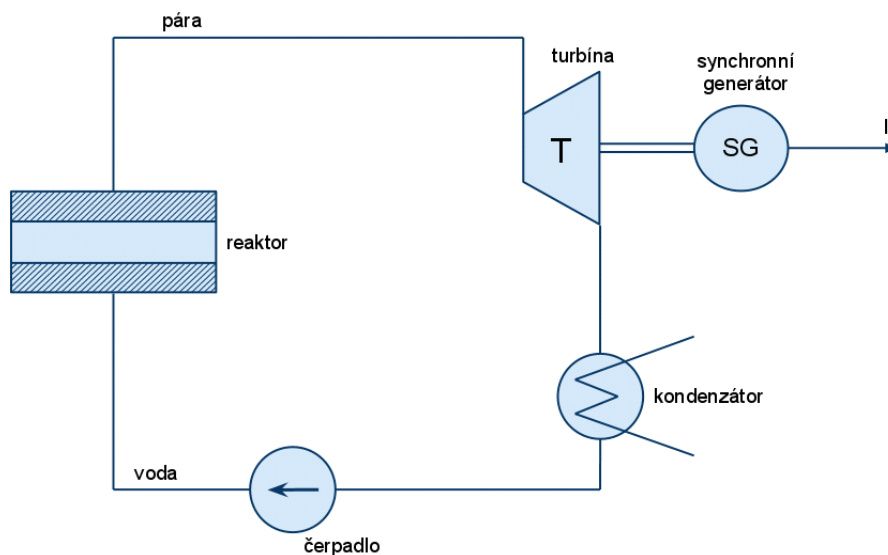 pára
turbína
synchronní
generátor
I
T
SG
reaktor
kondenzátor
voda
čerpadlo